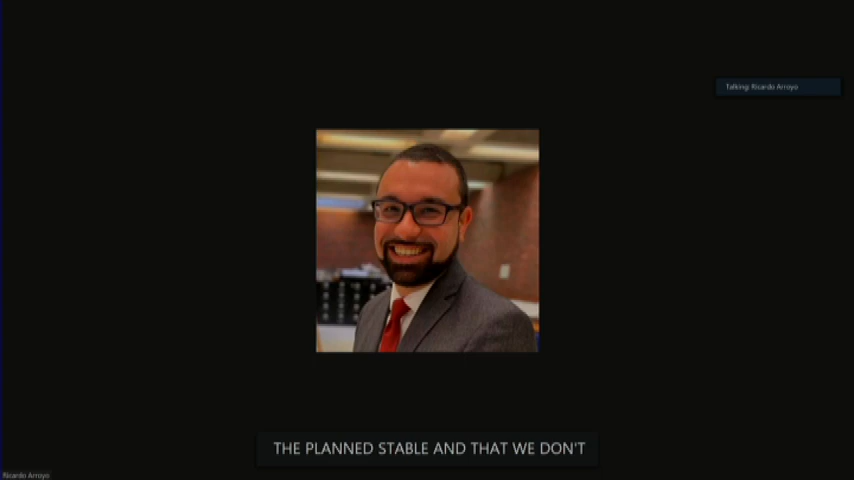 Talking: Ricardo Arroyo
THE PLANNED STABLE AND THAT WE DON'T
Ricardo Arroyo